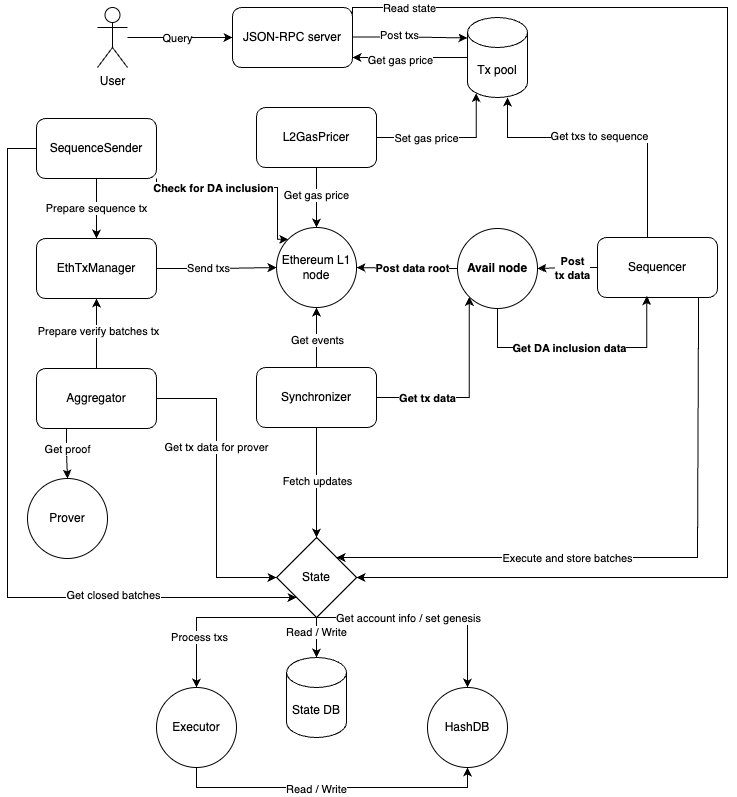 Read state
JSON-RPC server
Query
Post txs
Get gas price
Tx pool
User
SequenceSender
L2GasPricer
Set gas price
Get txs to sequence
Check for DA inclusion
Get gas price
Prepare sequence tx
EthTxManager
Send txs
Ethereum L1
node
Post data root
Avail node
Post
tx data
Sequencer
Prepare verify batches tx
Get events
Get DA inclusion data
Aggregator
Synchronizer
Get tx data
Get proof
Get tx data for prover
Fetch updates
Prover
State
Execute and store batches
Get closed batches
Get account info / set genesis
Process txs
Read / Write
Executor
State DB
HashDB
Read / Write